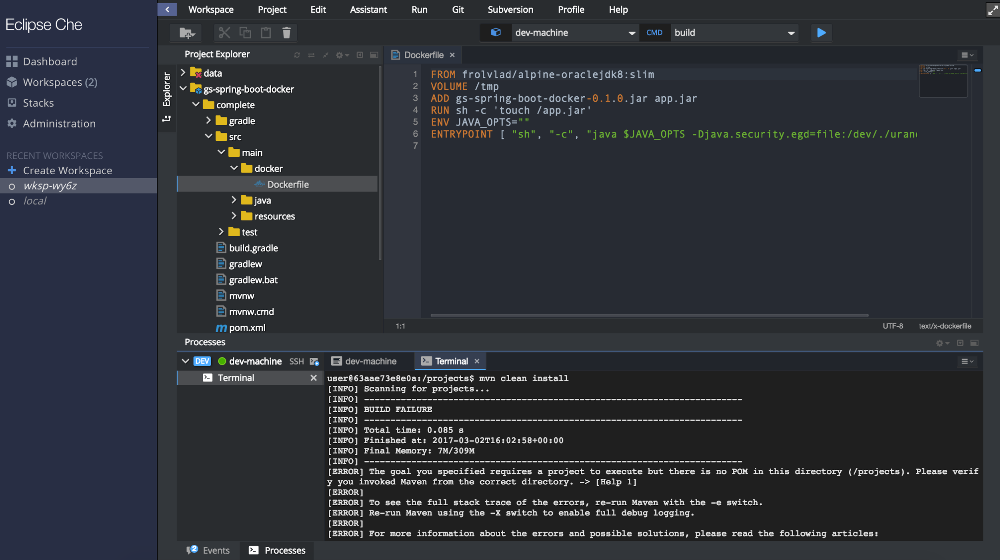 Eclipse Che
Dashboard
Workspaces (2)
Stacks
Administration
RECENT WORKSPACES
Create Workspace
wksp-wy6z
local
Workspace Project Edit Assistant Run Git Subversion Profile Help
dev-machine CMD build
Project Explorer
Explorer
data
gs-spring-boot-docker
complete
gradle
src
main
docker
Dockerfile
java
resources
test
build.gradle
gradlew
gradlew.bat
mvnw
mvnw.cmd
m pom.xml
Dockerfile
1 FROM frolvlad/alpine-oraclejdk8:slim
2 VOLUME /tmp
3 ADD gs-spring-boot-docker-0.1.0.jar app.jar
4 RUN sh -c 'touch /app.jar'
5 ENV JAVA_OPTS=""
6 ENTRYPOINT [ "sh", "-c", "java $JAVA_OPTS -Djava.security.egd=file:/dev/./uran
7
1:1 UTF-8 text/x-dockerfile
Processes
DEV dev-machine SSH
Terminal
dev-machine Terminal
user@63aae73e8e0a:/projects$ mvn clean install
[INFO] Scanning for projects...
[INFO] ------------------------------------------------------------------------
[INFO] BUILD FAILURE
[INFO] ------------------------------------------------------------------------
[INFO] Total time: 0.085 s
[INFO] Finished at: 2017-03-02T16:02:58+00:00
[INFO] Final Memory: 7M/309M
[INFO] ------------------------------------------------------------------------
[ERROR] The goal you specified requires a project to execute but there is no POM in this directory (/projects). Please verif
y you invoked Maven from the correct directory. -> [Help 1]
[ERROR]
[ERROR] To see the full stack trace of the errors, re-run Maven with the -e switch.
[ERROR] Re-run Maven using the -X switch to enable full debug logging.
[ERROR]
[ERROR] For more information about the errors and possible solutions, please read the following articles:
2 Events Processes